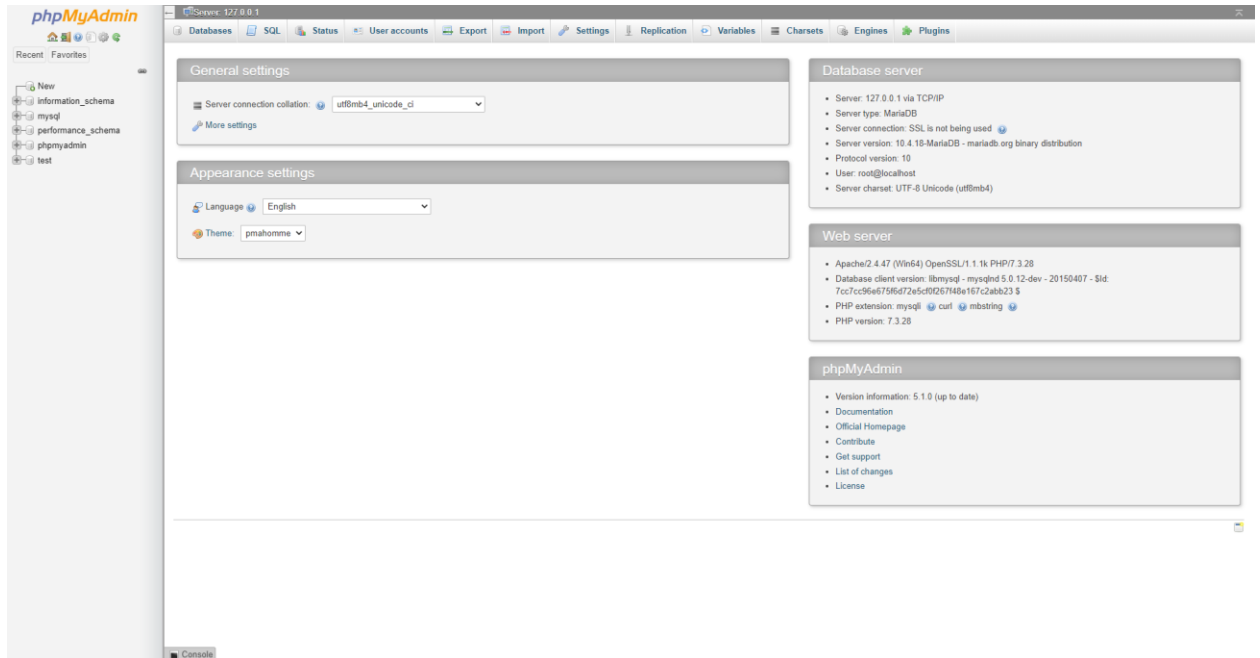 phpMyAdmin
Recent Favorites
New
information_schema
mysql
performance_schema
phpmyadmin
test
Server: 127.0.0.1
Databases SQL Status User accounts Export Import Settings Replication Variables Charsets Engines Plugins
General settings
Server connection collation: utf8mb4_unicode_ci
More settings
Appearance settings
Language English
Theme: pmahomme
Database server
Server: 127.0.0.1 via TCP/IP
Server type: MariaDB
Server connection: SSL is not being used
Server version: 10.4.18-MariaDB - mariadb.org binary distribution
Protocol version: 10
User: root@localhost
Server charset: UTF-8 Unicode (utf8mb4)
Web server
Apache/2.4.47 (Win64) OpenSSL/1.1.1k PHP/7.3.28
Database client version: libmysql - mysqlnd 5.0.12-dev - 20150407 - $Id:
7cc7cc96e675f6d72e5cf0f267f48e167c2abb23 $
PHP extension: mysqli curl mbstring
PHP version: 7.3.28
phpMyAdmin
Version information: 5.1.0 (up to date)
Documentation
Official Homepage
Contribute
Get support
List of changes
License
Console